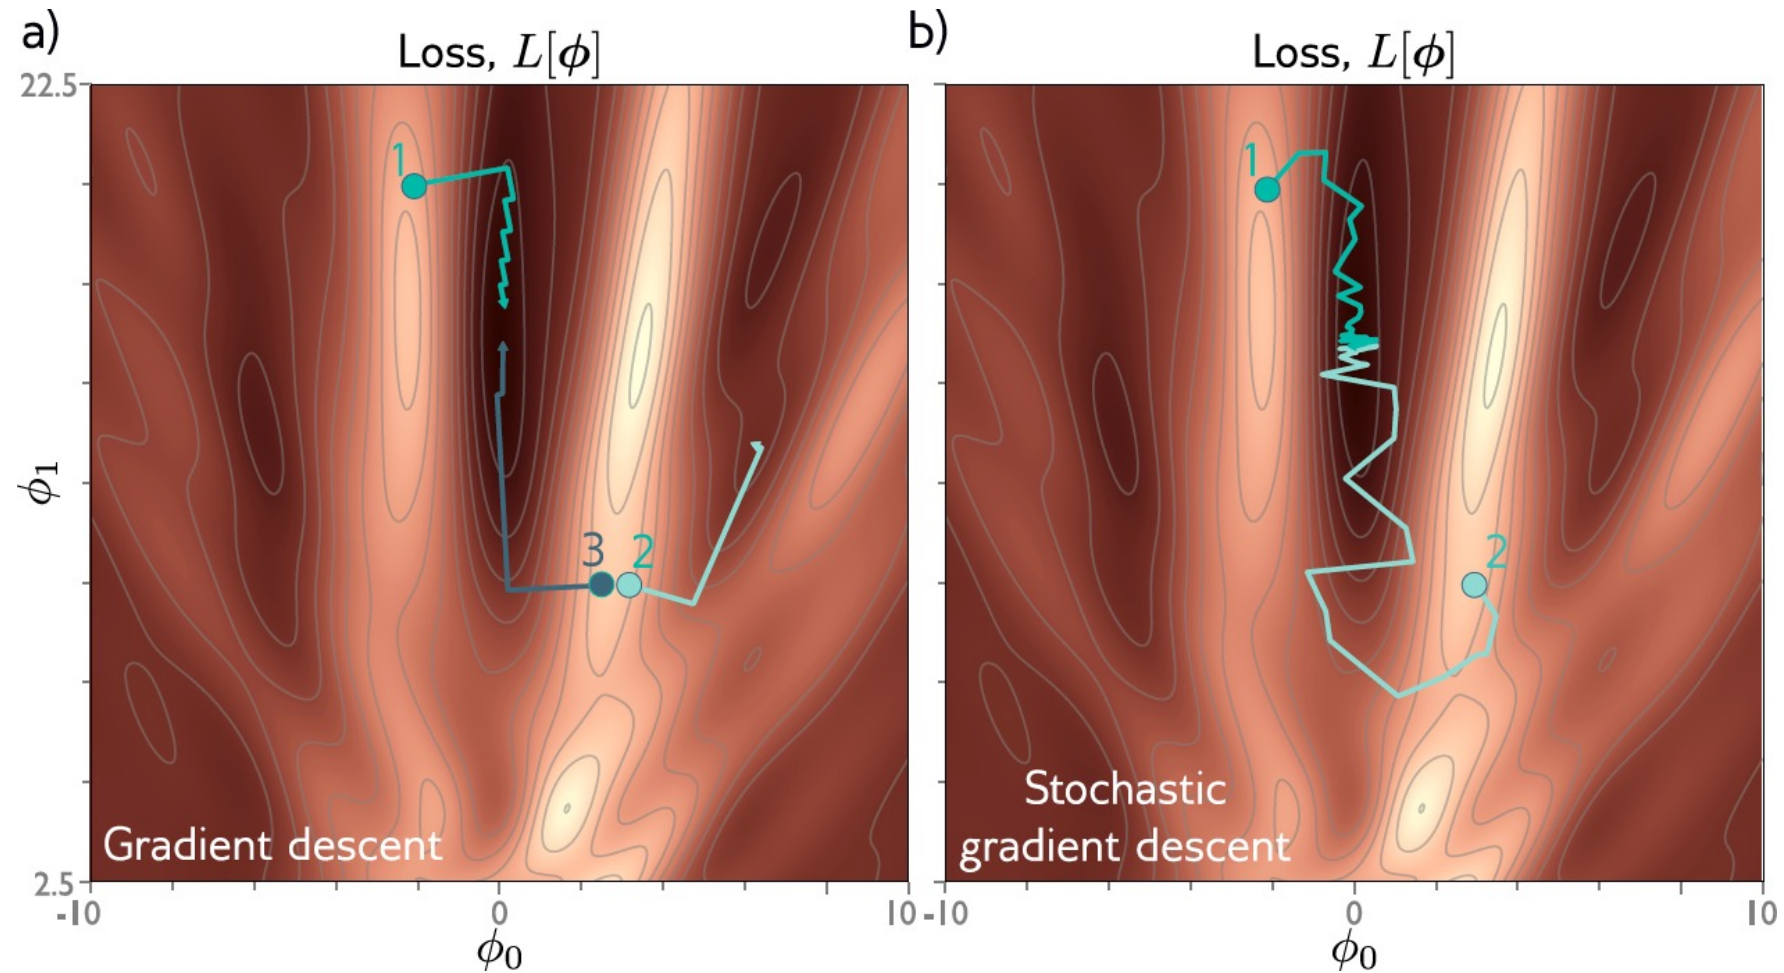 a)
Loss, L[ϕ]
22.5
1
3
2
ϕ₁
Gradient descent
2.5
-10
0
10
ϕ₀
b)
Loss, L[ϕ]
1
2
Stochastic
gradient descent
-10
0
10
ϕ₀